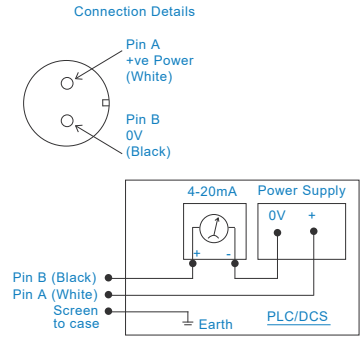 Connection Details
Pin A
+ve Power
(White)
Pin B
0V
(Black)
4-20mA
Power Supply
0V +
+ -
Pin B (Black)
Pin A (White)
Screen
to case
Earth
PLC/DCS